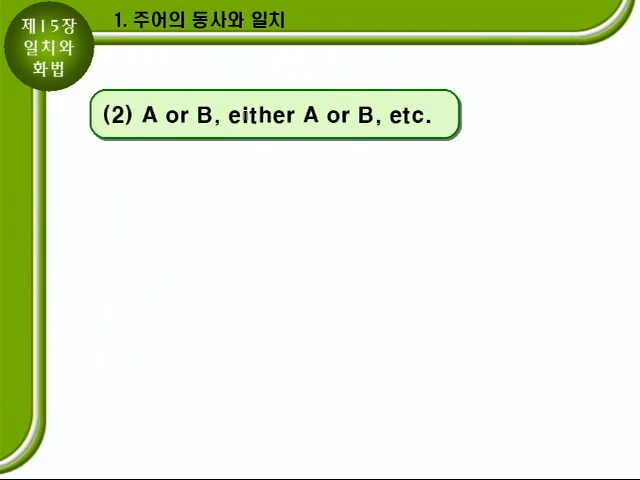 제15장
일치와
화법
1. 주어의 동사와 일치
(2) A or B, either A or B, etc.